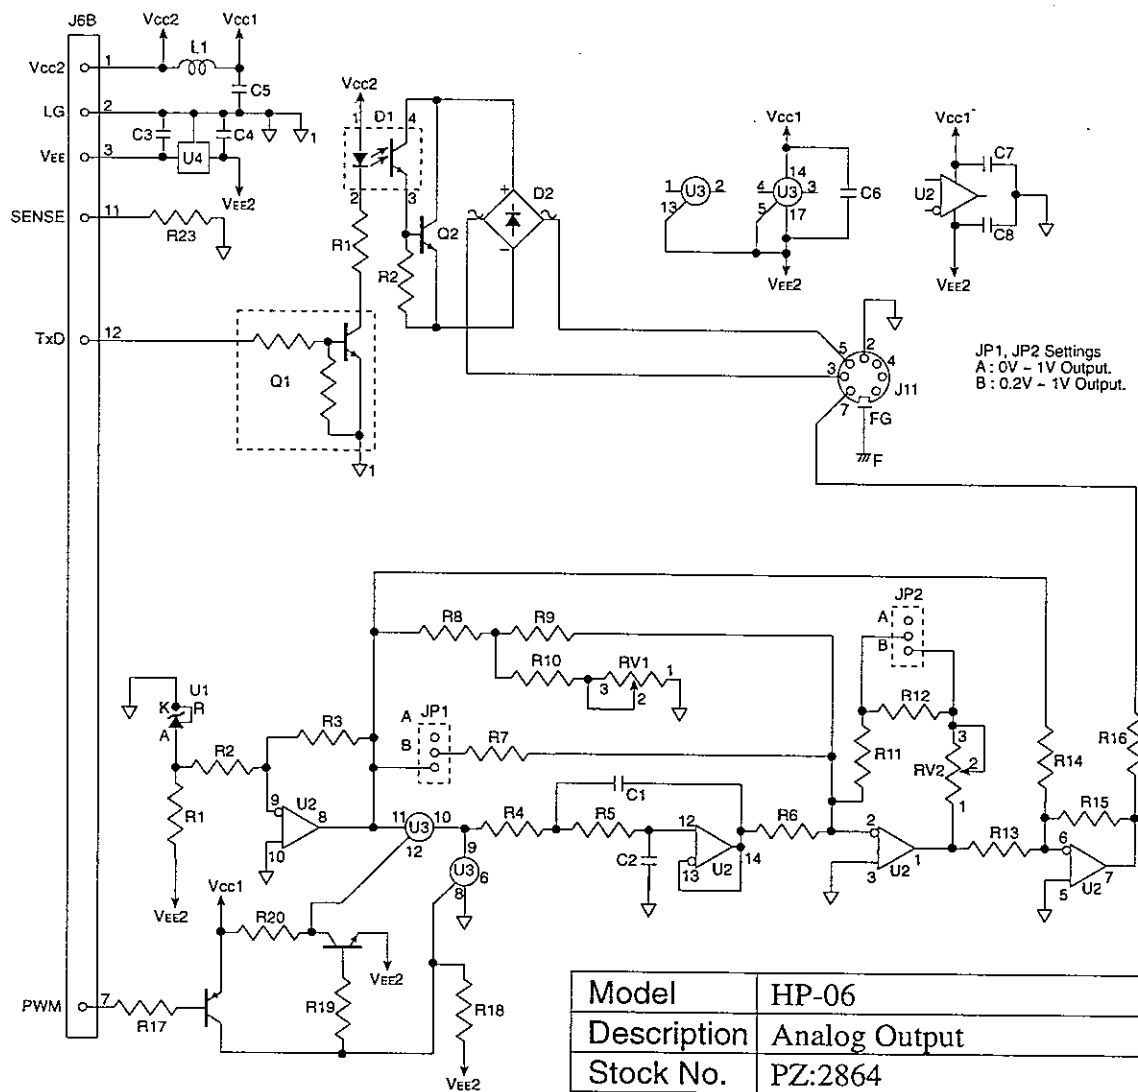 J6B
Vcc2
Vcc1
L1
Vcc2
1
C5
LG
2
1
C3
C4
VEE
3
U4
VEE2
SENSE
11
R23
TxD
12
Q1
1
Vcc2
1
D1
4
2
3
R1
R2
Q2
+
D2
-
Vcc1
1
U3
2
13
14
4
U3
3
5
17
C6
VEE2
Vcc1
C7
U2
C8
VEE2
5
2
4
3
7
J11
FG
F
JP1, JP2 Settings
A : 0V ~ 1V Output.
B : 0.2V ~ 1V Output.
JP2
A
B
R8
R9
R10
RV1
1
3
2
R12
R11
3
RV2
2
1
R14
R16
R15
U1
K
R
A
R2
R3
R1
VEE2
9
U2
8
10
JP1
A
B
R7
C1
11
U3
10
12
9
U3
6
8
R4
R5
C2
12
13
U2
14
R6
2
3
U2
1
R13
6
5
U2
7
Vcc1
R20
VEE2
R19
R18
VEE2
PWM
7
R17
Model HP-06
Description Analog Output
Stock No. PZ:2864